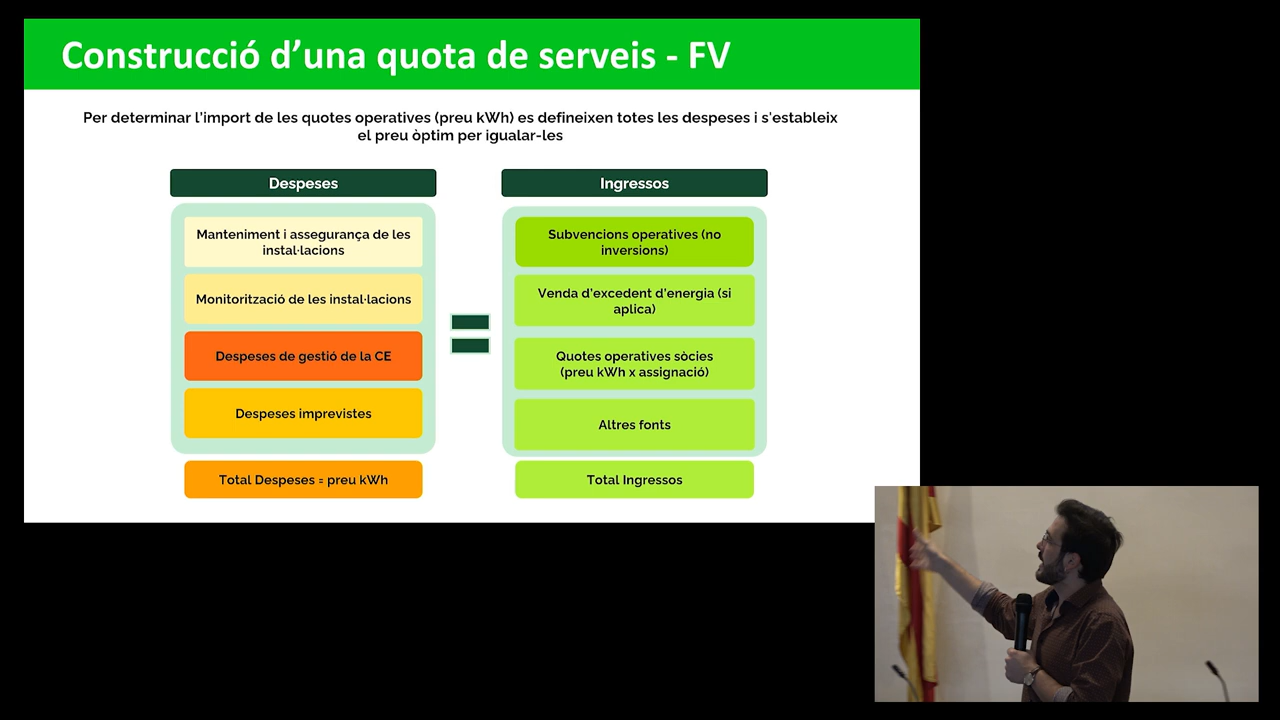 Construcció d'una quota de serveis - FV
Per determinar l'import de les quotes operatives (preu kWh) es defineixen totes les despeses i s'estableix
el preu òptim per igualar-les
Despeses
Manteniment i assegurança de les
instal·lacions
Monitorització de les instal·lacions
Despeses de gestió de la CE
Despeses imprevistes
Total Despeses = preu kWh
Ingressos
Subvencions operatives (no
inversions)
Venda d'excedent d'energia (si
aplica)
Quotes operatives sòcies
(preu kWh x assignació)
Altres fonts
Total Ingressos